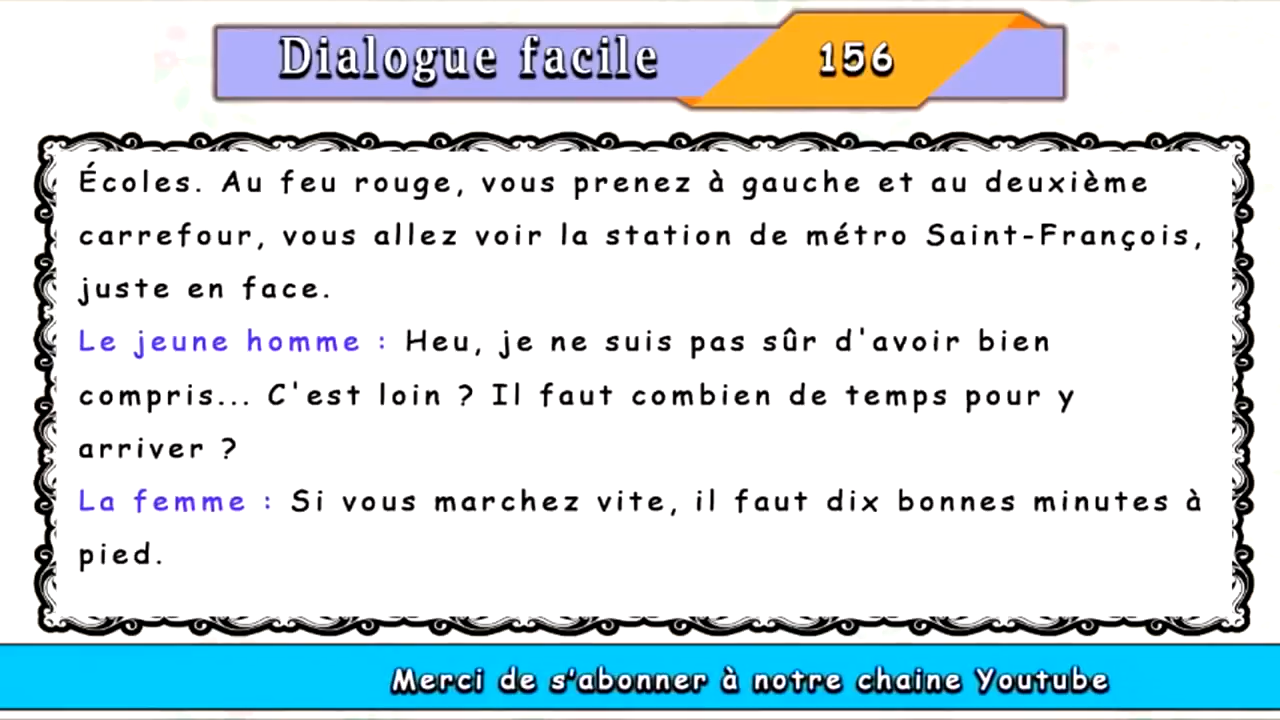 Dialogue facile 156
Écoles. Au feu rouge, vous prenez à gauche et au deuxième
carrefour, vous allez voir la station de métro Saint-François,
juste en face.
Le jeune homme : Heu, je ne suis pas sûr d'avoir bien
compris... C'est loin ? Il faut combien de temps pour y
arriver ?
La femme : Si vous marchez vite, il faut dix bonnes minutes à
pied.
Merci de s'abonner à notre chaine Youtube